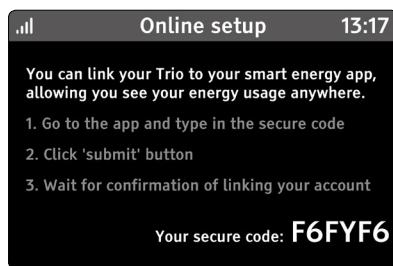 Online setup 13:17
You can link your Trio to your smart energy app,
allowing you see your energy usage anywhere.
1. Go to the app and type in the secure code
2. Click 'submit' button
3. Wait for confirmation of linking your account
Your secure code: F6FYF6